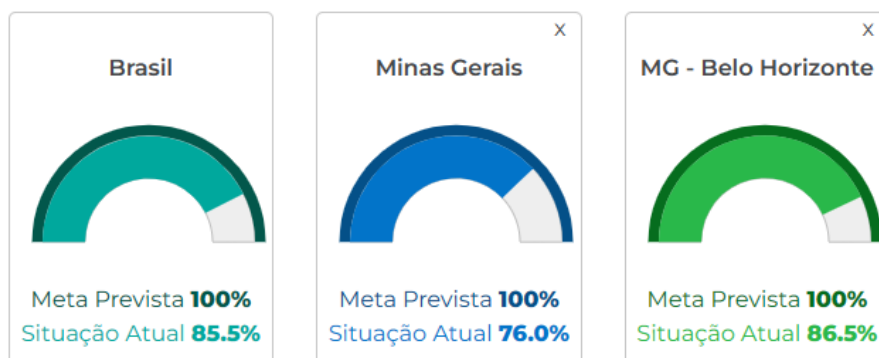 Brasil
Meta Prevista 100%
Situação Atual 85.5%
X
Minas Gerais
Meta Prevista 100%
Situação Atual 76.0%
X
MG - Belo Horizonte
Meta Prevista 100%
Situação Atual 86.5%